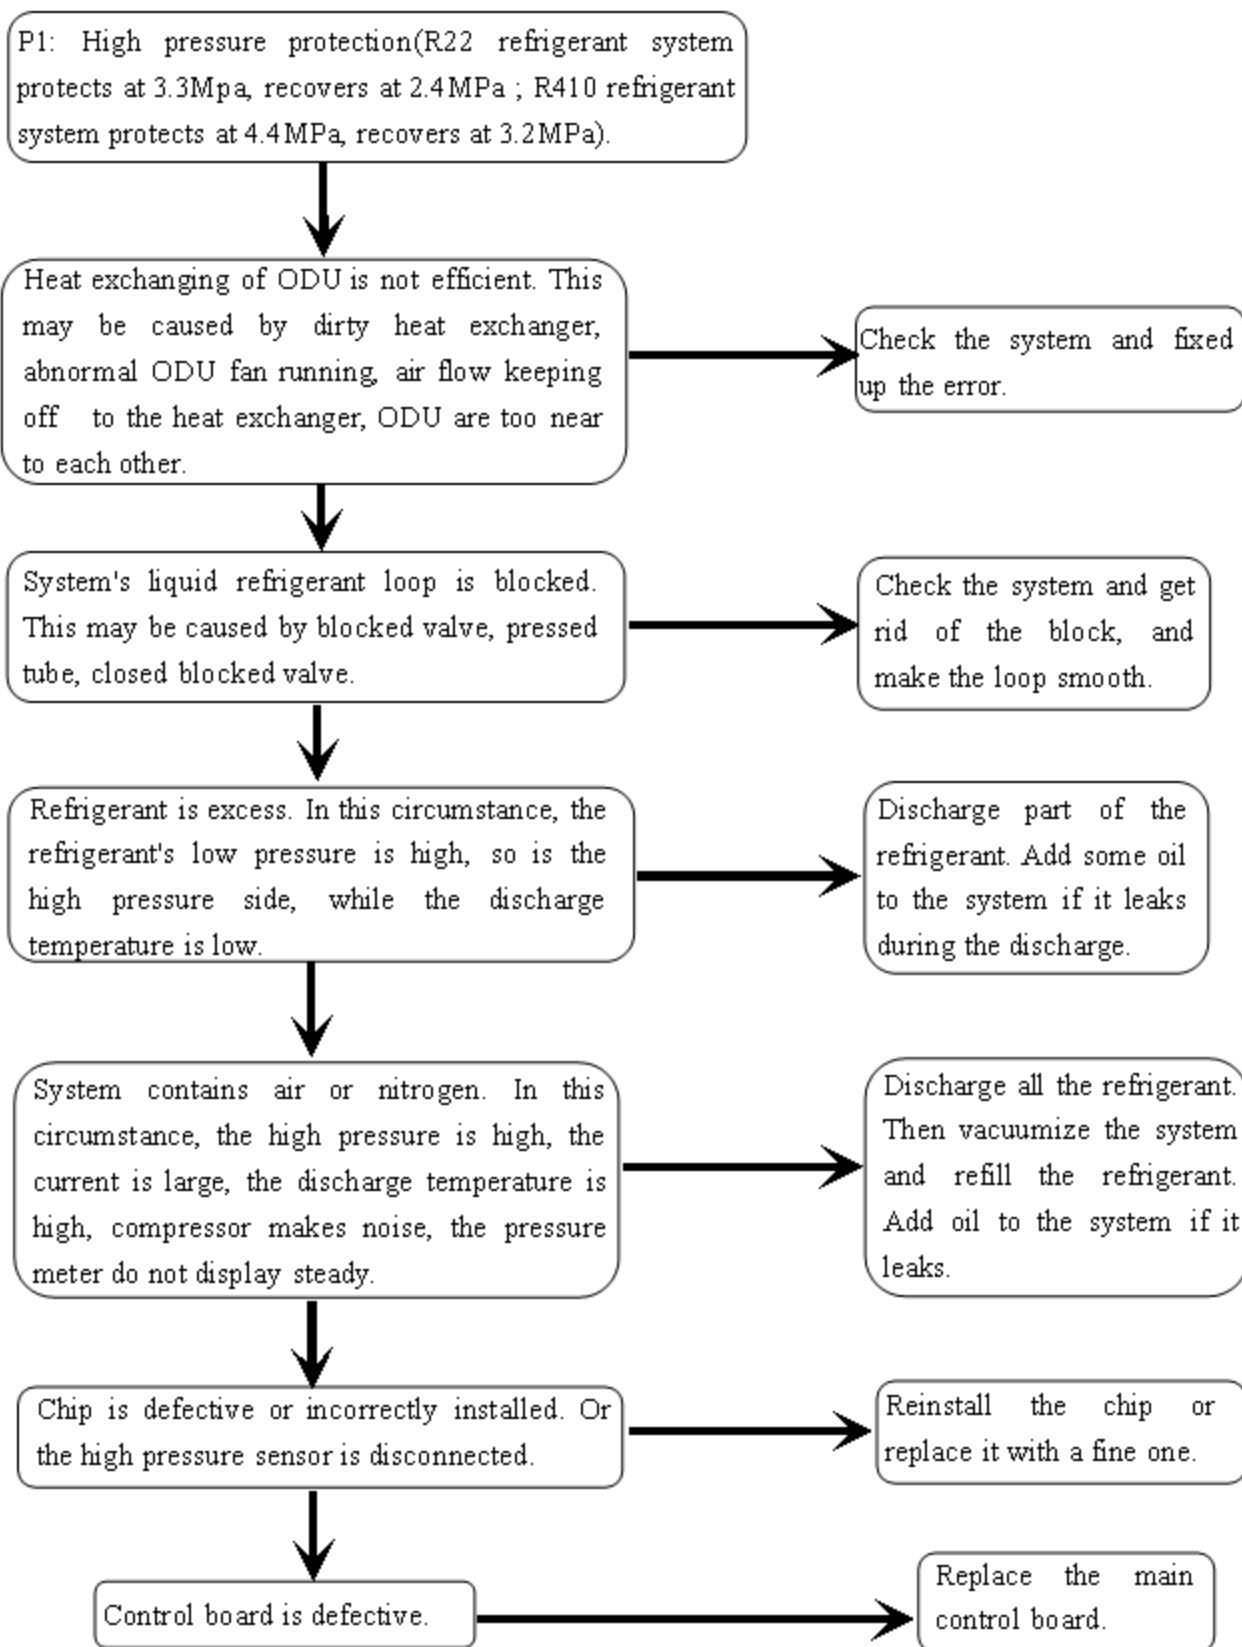 P1: High pressure protection(R22 refrigerant system
protects at 3.3Mpa, recovers at 2.4MPa ; R410 refrigerant
system protects at 4.4MPa, recovers at 3.2MPa).
Heat exchanging of ODU is not efficient. This
may be caused by dirty heat exchanger,
abnormal ODU fan running, air flow keeping
off to the heat exchanger, ODU are too near
to each other.
Check the system and fixed
up the error.
System's liquid refrigerant loop is blocked.
This may be caused by blocked valve, pressed
tube, closed blocked valve.
Check the system and get
rid of the block, and
make the loop smooth.
Refrigerant is excess. In this circumstance, the
refrigerant's low pressure is high, so is the
high pressure side, while the discharge
temperature is low.
Discharge part of the
refrigerant. Add some oil
to the system if it leaks
during the discharge.
System contains air or nitrogen. In this
circumstance, the high pressure is high, the
current is large, the discharge temperature is
high, compressor makes noise, the pressure
meter do not display steady.
Discharge all the refrigerant.
Then vacuumize the system
and refill the refrigerant.
Add oil to the system if it
leaks.
Chip is defective or incorrectly installed. Or
the high pressure sensor is disconnected.
Reinstall the chip or
replace it with a fine one.
Control board is defective.
Replace the main
control board.